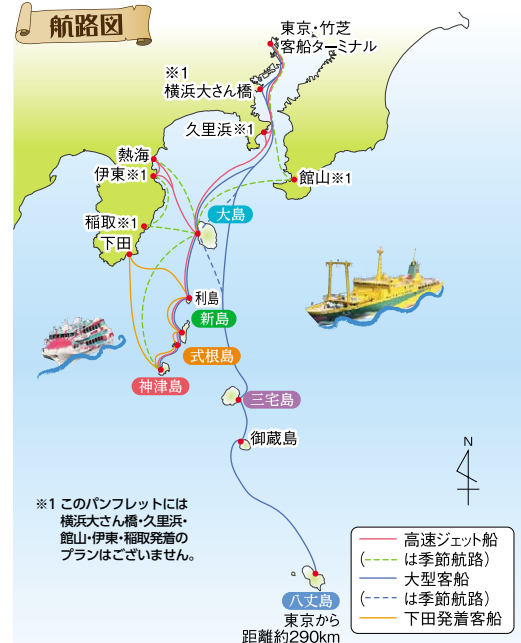 航路図
東京・竹芝
客船ターミナル
※1
横浜大さん橋
久里浜※1
熱海
伊東※1
館山※1
稲取※1
大島
下田
利島
新島
式根島
神津島
三宅島
御蔵島
N
※1 このパンフレットには
横浜大さん橋・久里浜・
館山・伊東・稲取発着の
プランはございません。
高速ジェット船
(---は季節航路)
大型客船
(---は季節航路)
下田発着客船
八丈島
東京から
距離約290km